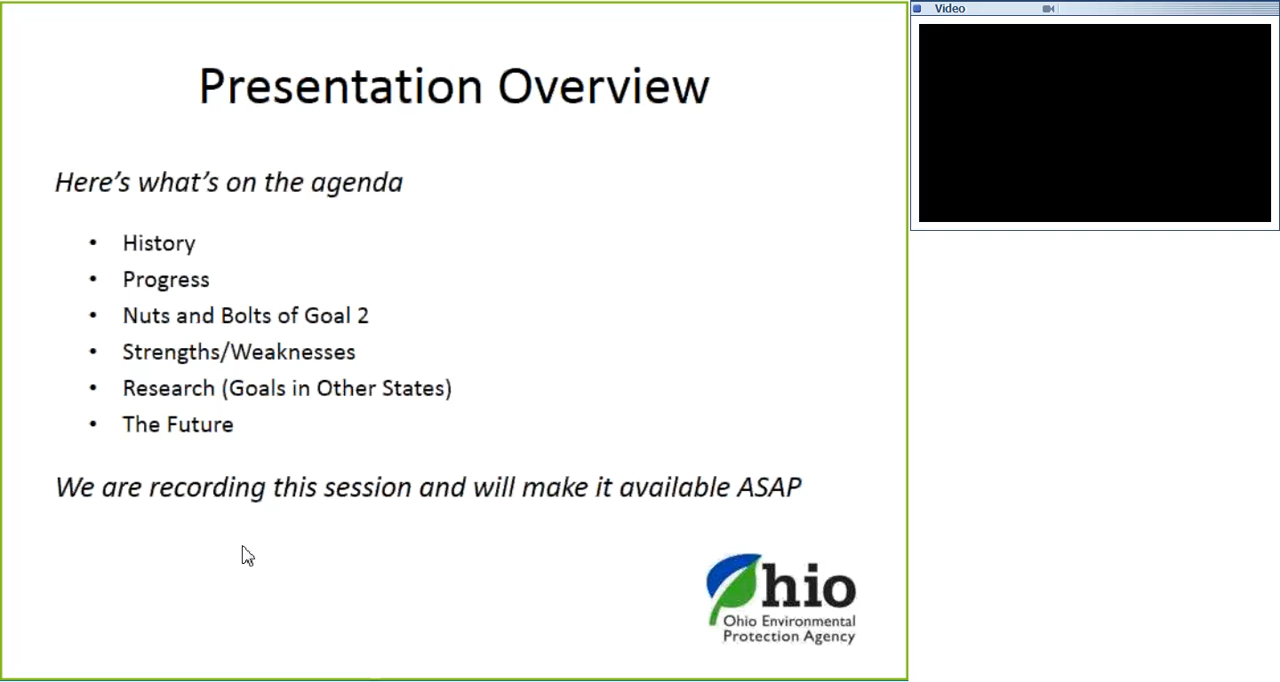 Video
Presentation Overview
Here's what's on the agenda
• History
• Progress
• Nuts and Bolts of Goal 2
• Strengths/Weaknesses
• Research (Goals in Other States)
• The Future
We are recording this session and will make it available ASAP
Ohio
Ohio Environmental
Protection Agency